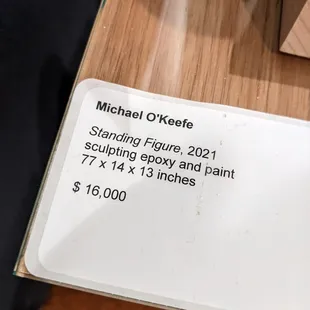 Michael O'Keefe
Standing Figure, 2021
sculpting epoxy and paint
77 x 14 x 13 inches
$ 16,000